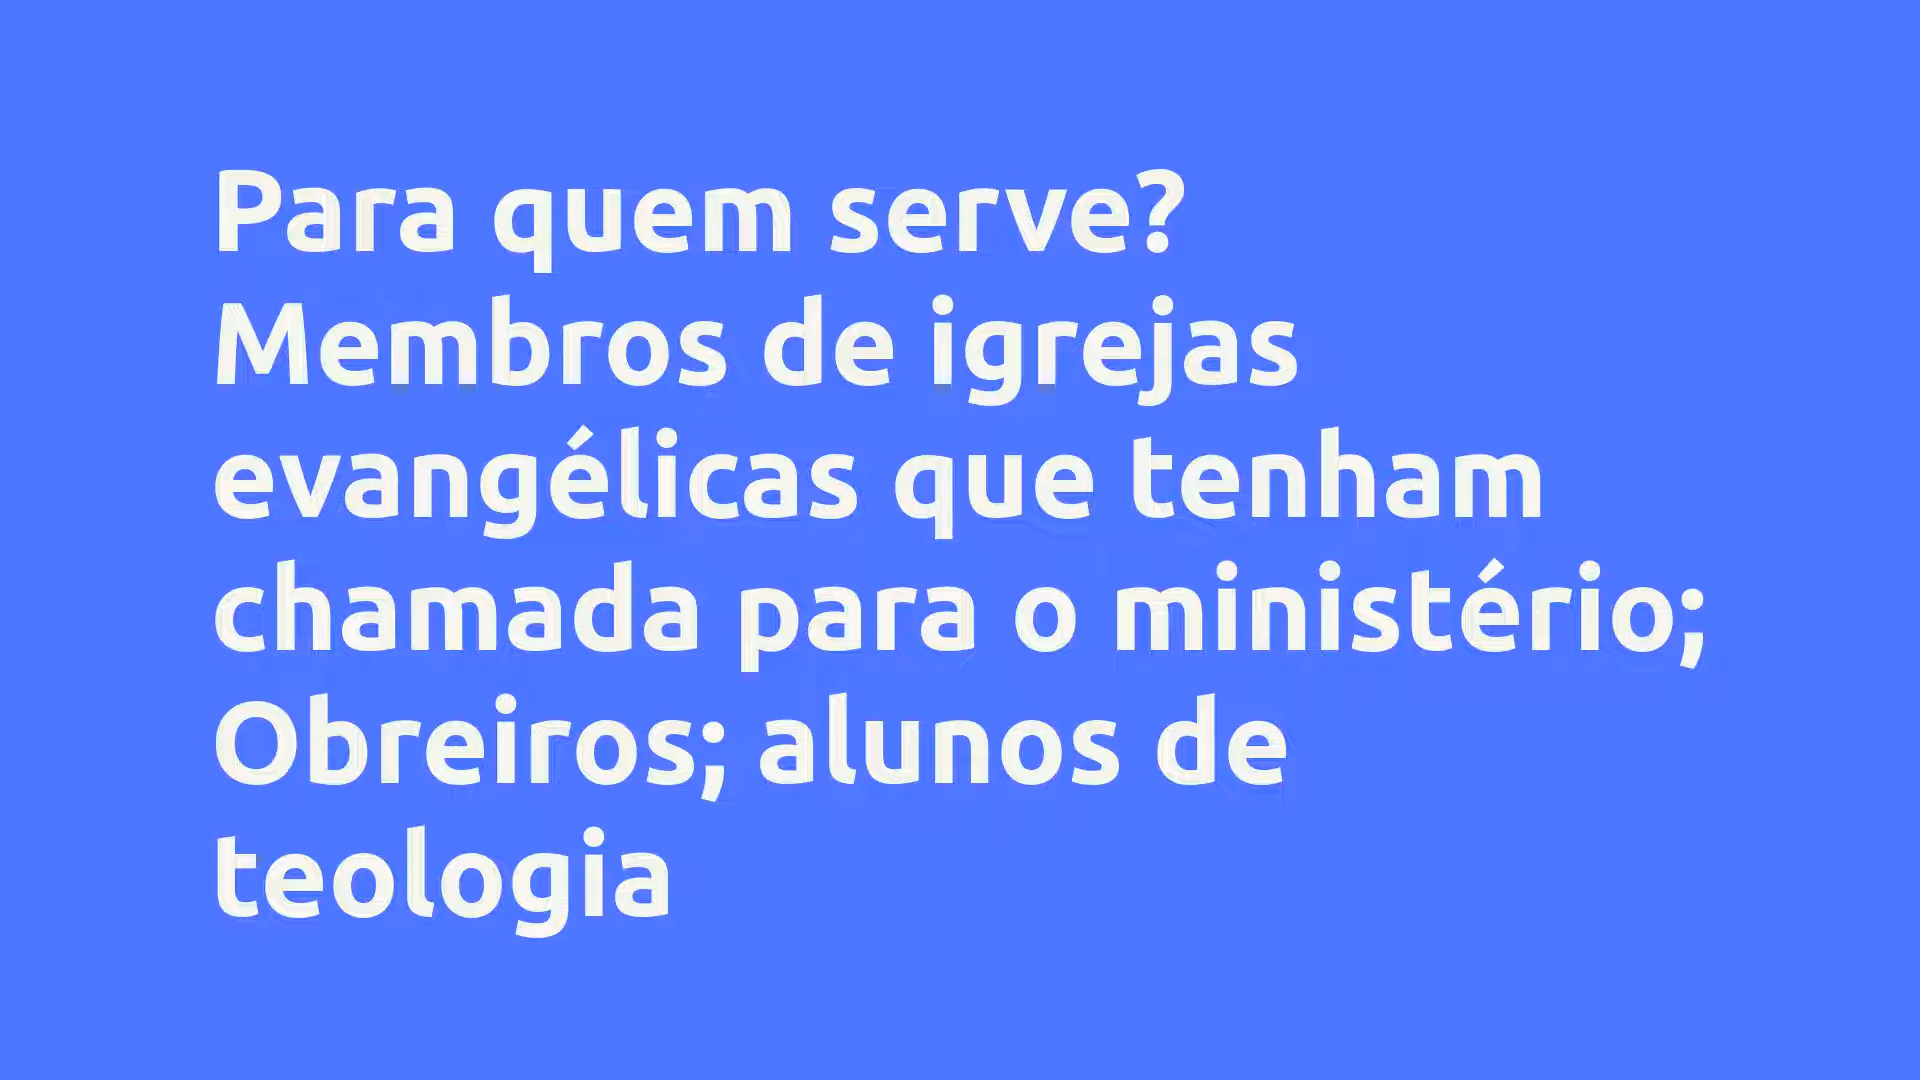 Para quem serve?
Membros de igrejas
evangélicas que tenham
chamada para o ministério;
Obreiros; alunos de
teologia